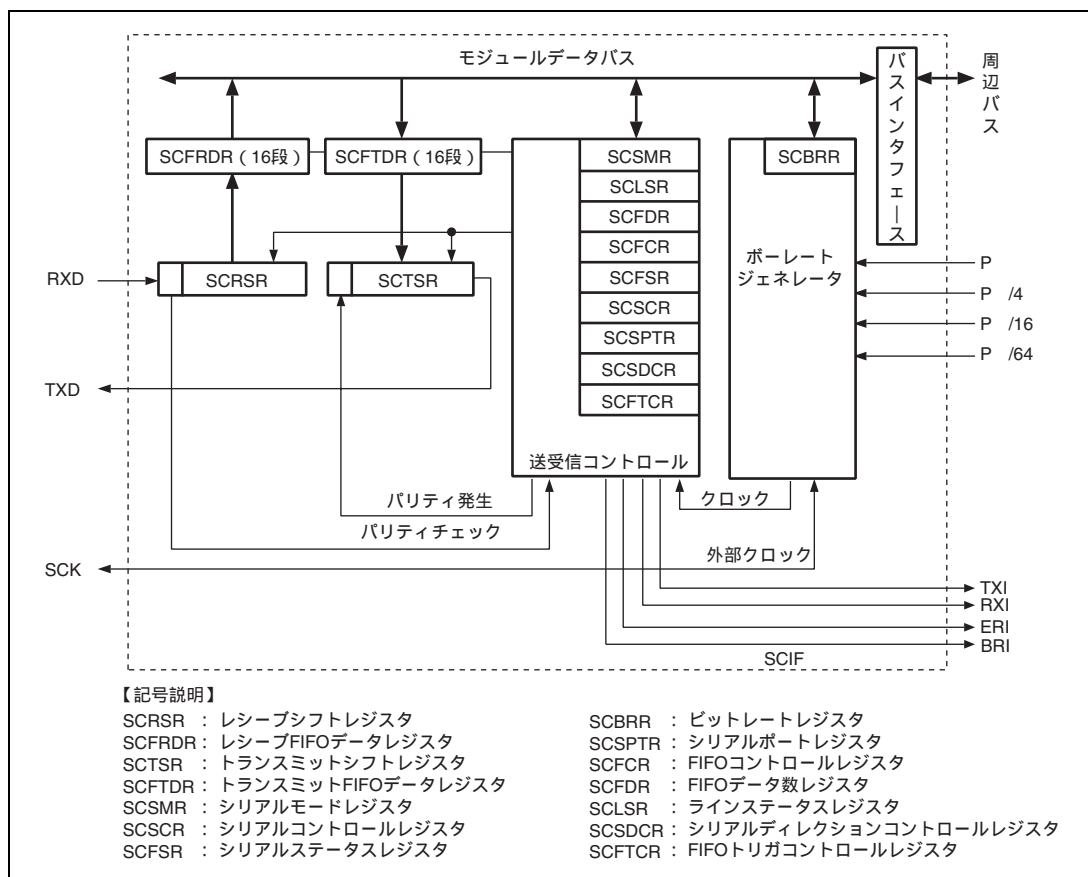 モジュールデータバス
バスインタフェース
周辺バス
SCFRDR（16段）
SCFTDR（16段）
SCSMR
SCLSR
SCFDR
SCFCR
SCFSR
SCSCR
SCSPTR
SCSDCR
SCFTCR
送受信コントロール
SCBRR
ボーレート
ジェネレータ
RXD
SCRSR
SCTSR
P
P /4
P /16
P /64
TXD
パリティ発生
パリティチェック
クロック
外部クロック
SCK
TXI
RXI
ERI
BRI
SCIF
【記号説明】
SCRSR ： レシーブシフトレジスタ
SCFRDR： レシーブFIFOデータレジスタ
SCTSR ： トランスミットシフトレジスタ
SCFTDR： トランスミットFIFOデータレジスタ
SCSMR ： シリアルモードレジスタ
SCSCR ： シリアルコントロールレジスタ
SCFSR ： シリアルステータスレジスタ
SCBRR ： ビットレートレジスタ
SCSPTR： シリアルポートレジスタ
SCFCR ： FIFOコントロールレジスタ
SCFDR ： FIFOデータ数レジスタ
SCLSR ： ラインステータスレジスタ
SCSDCR： シリアルディレクションコントロールレジスタ
SCFTCR： FIFOトリガコントロールレジスタ